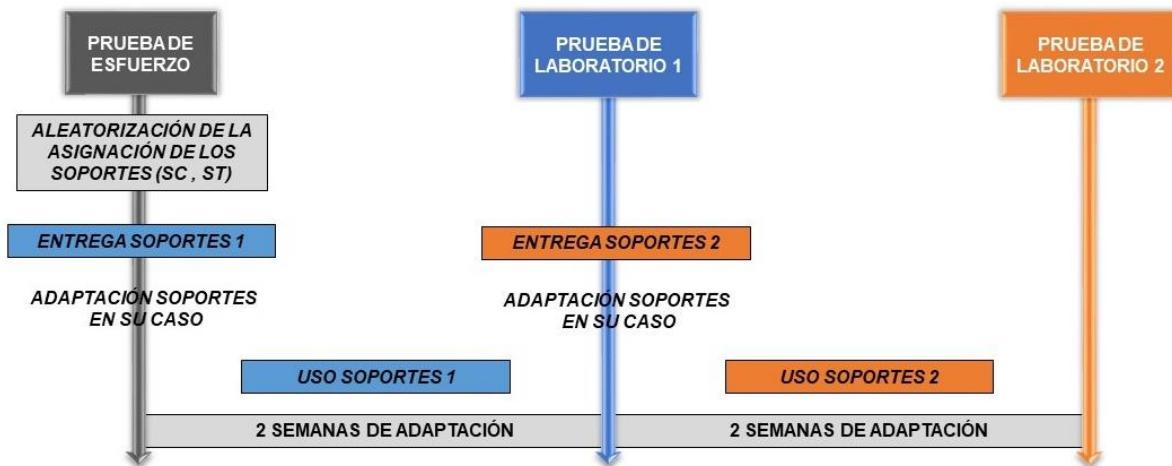 PRUEBA DE
ESFUERZO
PRUEBA DE
LABORATORIO 1
PRUEBA DE
LABORATORIO 2
ALEATORIZACIÓN DE LA
ASIGNACIÓN DE LOS
SOPORTES (SC , ST)
ENTREGA SOPORTES 1
ENTREGA SOPORTES 2
ADAPTACIÓN SOPORTES
EN SU CASO
ADAPTACIÓN SOPORTES
EN SU CASO
USO SOPORTES 1
USO SOPORTES 2
2 SEMANAS DE ADAPTACIÓN
2 SEMANAS DE ADAPTACIÓN